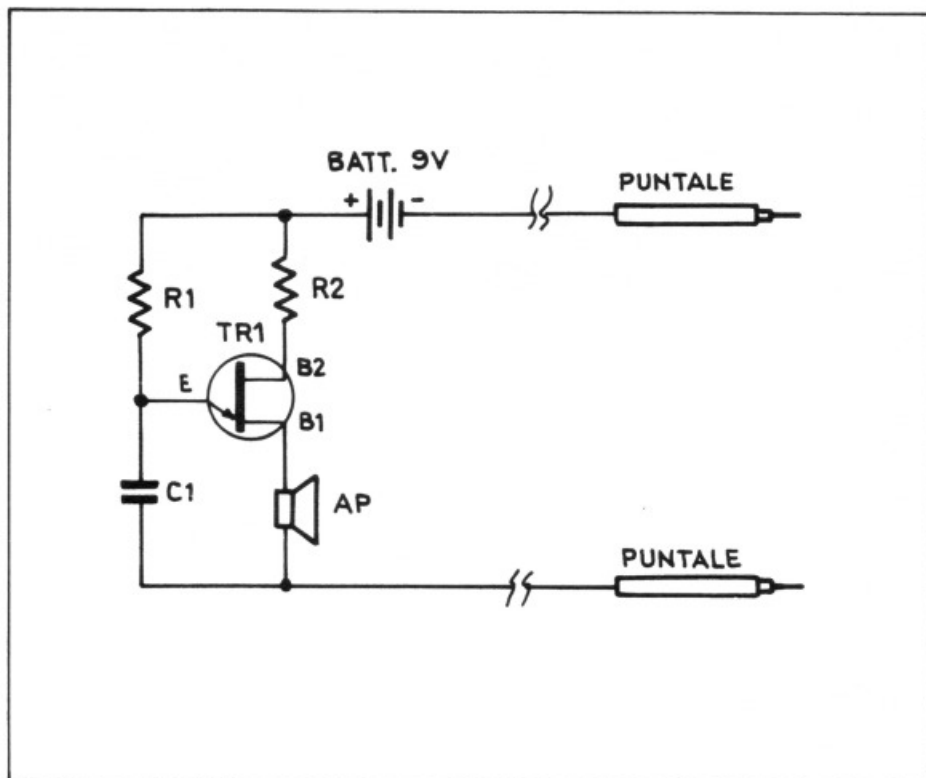 BATT. 9V
+ -
PUNTALE
R1
R2
TR1
B2
E
B1
C1
AP
PUNTALE